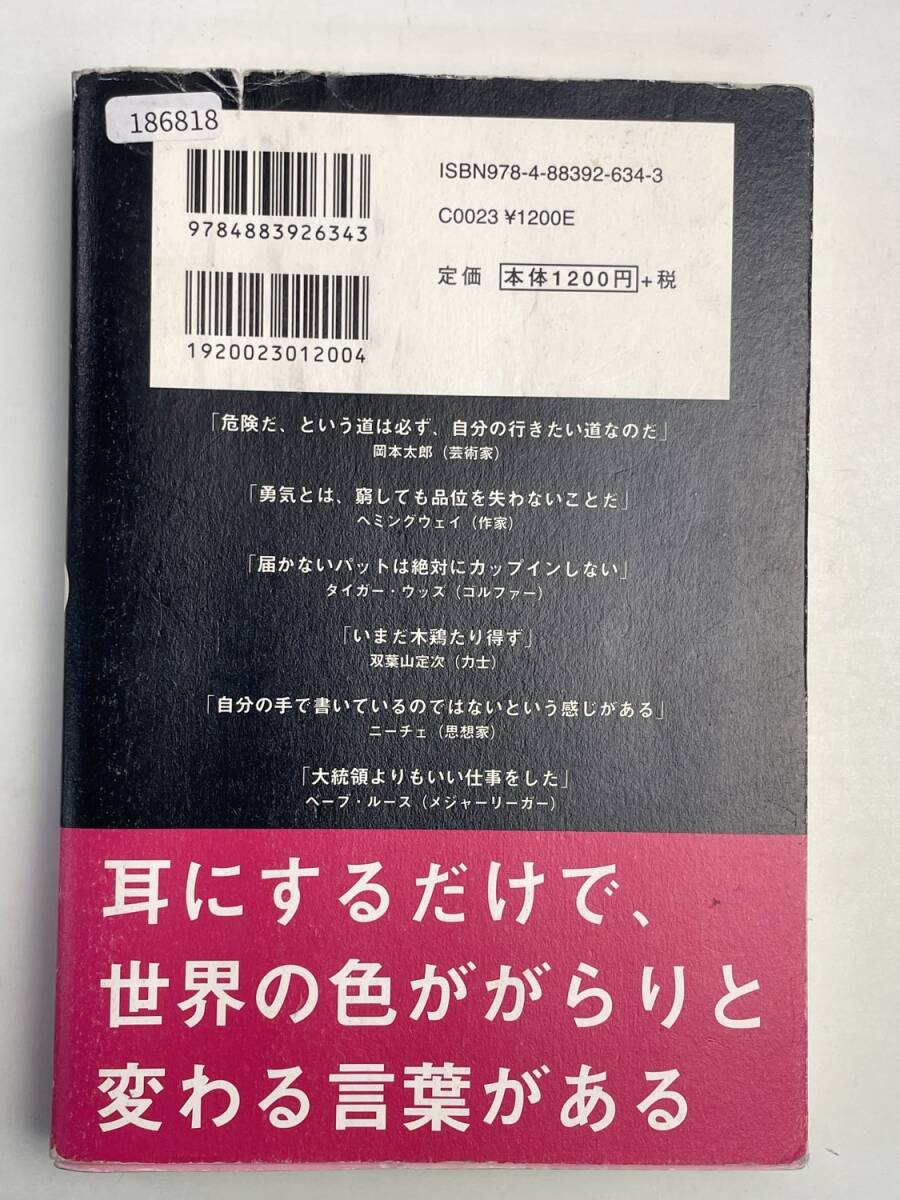 186818
ISBN978-4-88392-634-3
9784883926343
C0023 ¥1200E
定価 本体1200円+税
1920023012004
「危険だ、という道は必ず、自分の行きたい道なのだ」
岡本太郎（芸術家）
「勇気とは、窮しても品位を失わないことだ」
ヘミングウェイ（作家）
「届かないパットは絶対にカップインしない」
タイガー・ウッズ（ゴルファー）
「いまだ木鶏たり得ず」
双葉山定次（力士）
「自分の手で書いているのではないという感じがある」
ニーチェ（思想家）
「大統領よりもいい仕事をした」
ベーブ・ルース（メジャーリーガー）
耳にするだけで、
世界の色ががらりと
変わる言葉がある